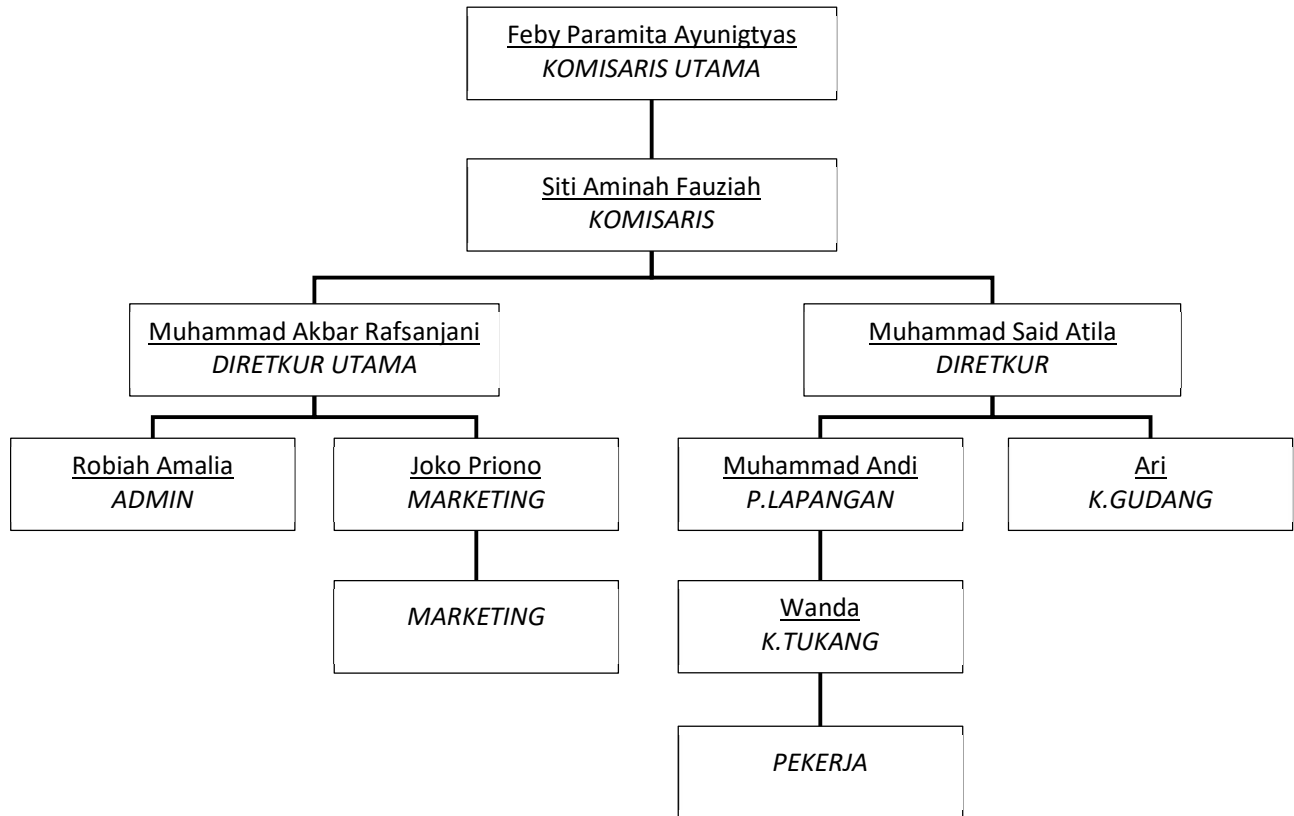 Feby Paramita Ayunigtyas
KOMISARIS UTAMA
Siti Aminah Fauziah
KOMISARIS
Muhammad Akbar Rafsanjani
DIRETKUR UTAMA
Muhammad Said Atila
DIRETKUR
Robiah Amalia
ADMIN
Joko Priono
MARKETING
Muhammad Andi
P.LAPANGAN
Ari
K.GUDANG
MARKETING
Wanda
K.TUKANG
PEKERJA